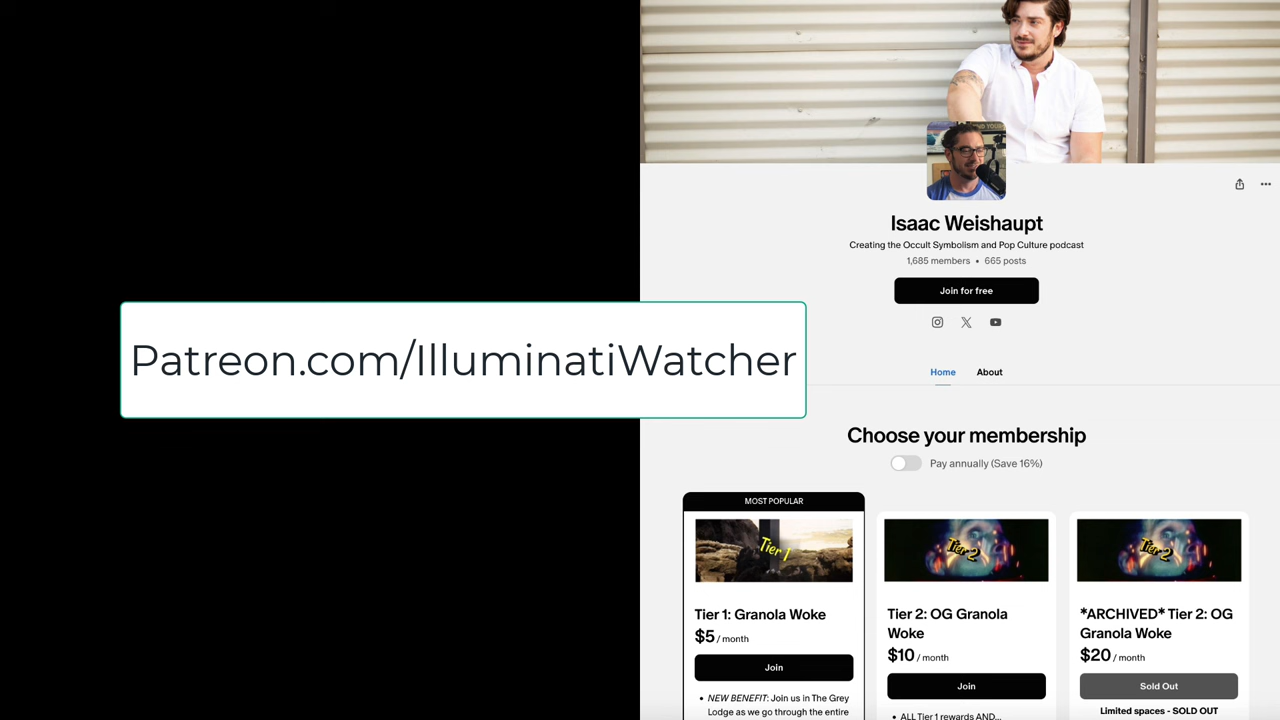 Isaac Weishaupt
Creating the Occult Symbolism and Pop Culture podcast
1,685 members • 665 posts
Join for free
Patreon.com/IlluminatiWatcher
Home
About
Choose your membership
Pay annually (Save 16%)
MOST POPULAR
Tier 1
Tier 1: Granola Woke
$5 / month
Join
• NEW BENEFIT: Join us in The Grey
Lodge as we go through the entire
Tier 2
Tier 2: OG Granola
Woke
$10 / month
Join
• ALL Tier 1 rewards AND...
Tier 2
*ARCHIVED* Tier 2: OG
Granola Woke
$20 / month
Sold Out
Limited spaces - SOLD OUT